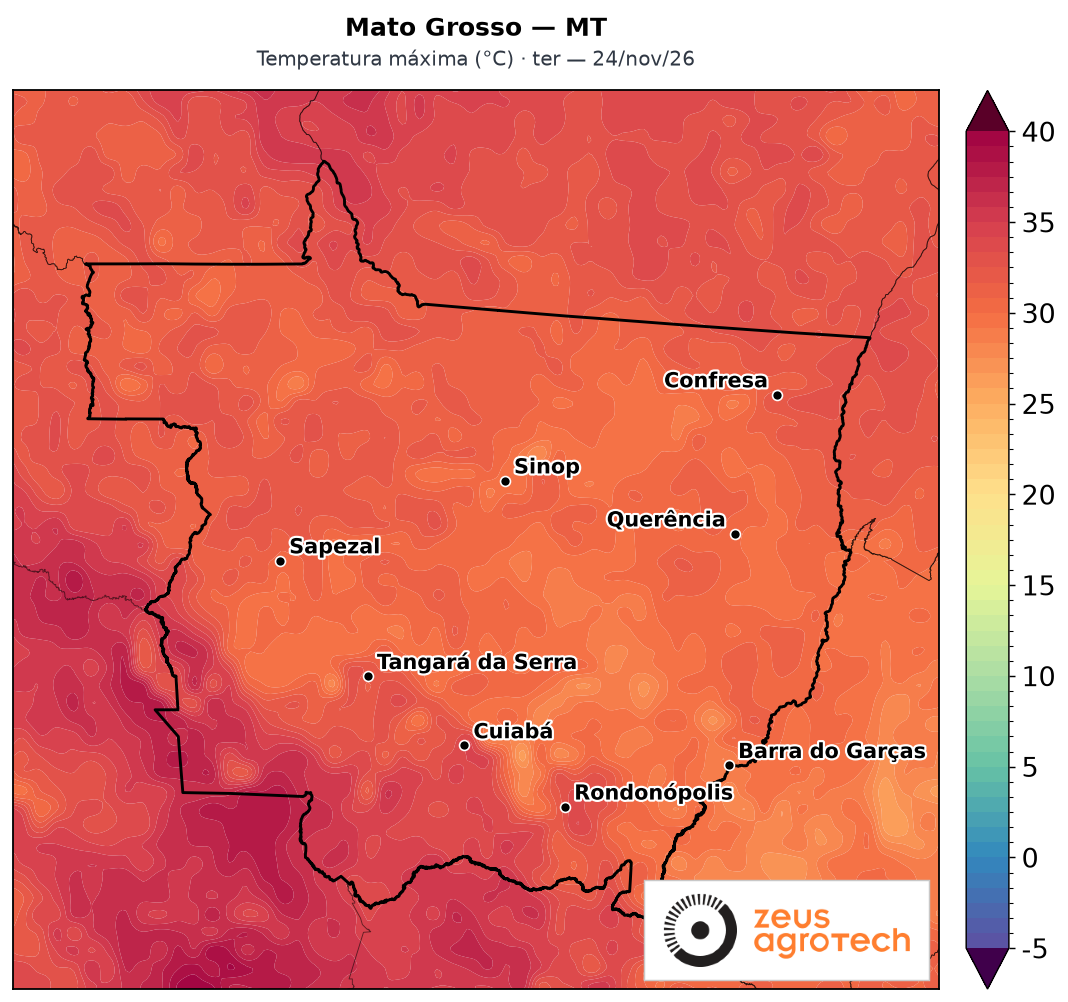 Mato Grosso — MT
Temperatura máxima (°C) · ter — 24/nov/26
40
35
30
25
20
15
10
5
0
-5
Confresa
Sinop
Querência
Sapezal
Tangará da Serra
Cuiabá
Barra do Garças
Rondonópolis
zeus
agrotech